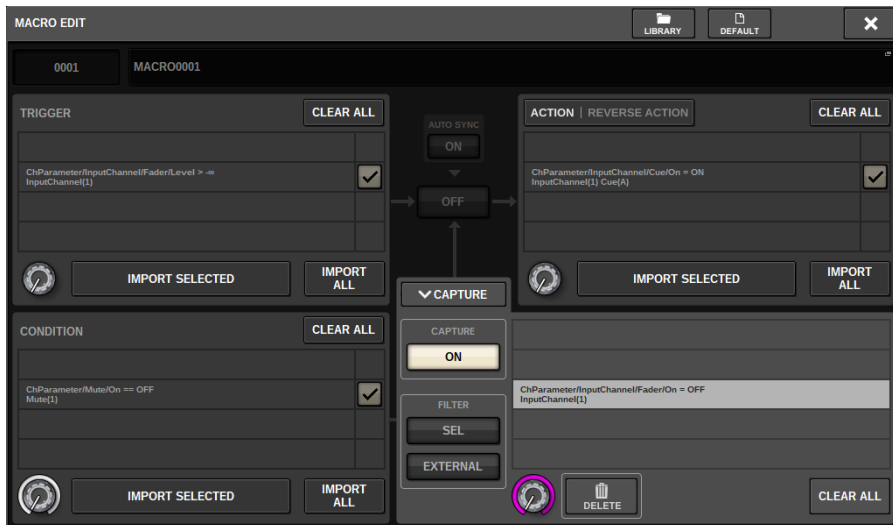 MACRO EDIT
LIBRARY
DEFAULT
0001
MACRO0001
TRIGGER
CLEAR ALL
ChParameter/InputChannel/Fader/Level > -∞
InputChannel(1)
IMPORT SELECTED
IMPORT
ALL
AUTO SYNC
ON
OFF
ACTION | REVERSE ACTION
CLEAR ALL
ChParameter/InputChannel/Cue/On = ON
InputChannel(1) Cue(A)
IMPORT SELECTED
IMPORT
ALL
CONDITION
CLEAR ALL
ChParameter/Mute/On == OFF
Mute(1)
IMPORT SELECTED
IMPORT
ALL
CAPTURE
CAPTURE
ON
FILTER
SEL
EXTERNAL
ChParameter/InputChannel/Fader/On = OFF
InputChannel(1)
DELETE
CLEAR ALL